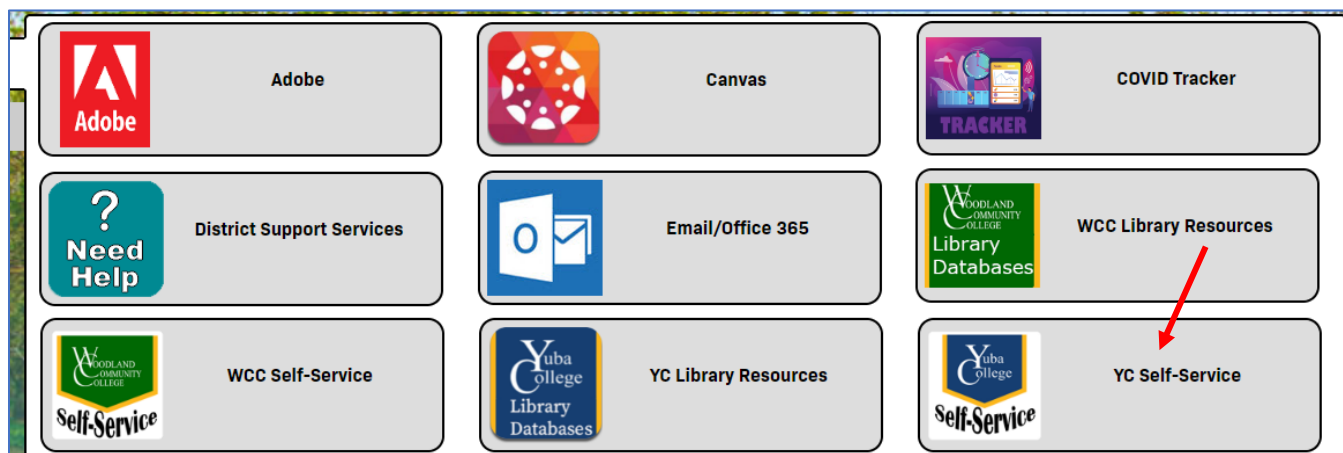 Adobe
Adobe
Canvas
TRACKER
COVID Tracker
?
Need
Help
District Support Services
O
Email/Office 365
WOODLAND
COMMUNITY
COLLEGE
Library
Databases
WCC Library Resources
WOODLAND
COMMUNITY
COLLEGE
Self-Service
WCC Self-Service
Yuba
College
Library
Databases
YC Library Resources
Yuba
College
Self-Service
YC Self-Service